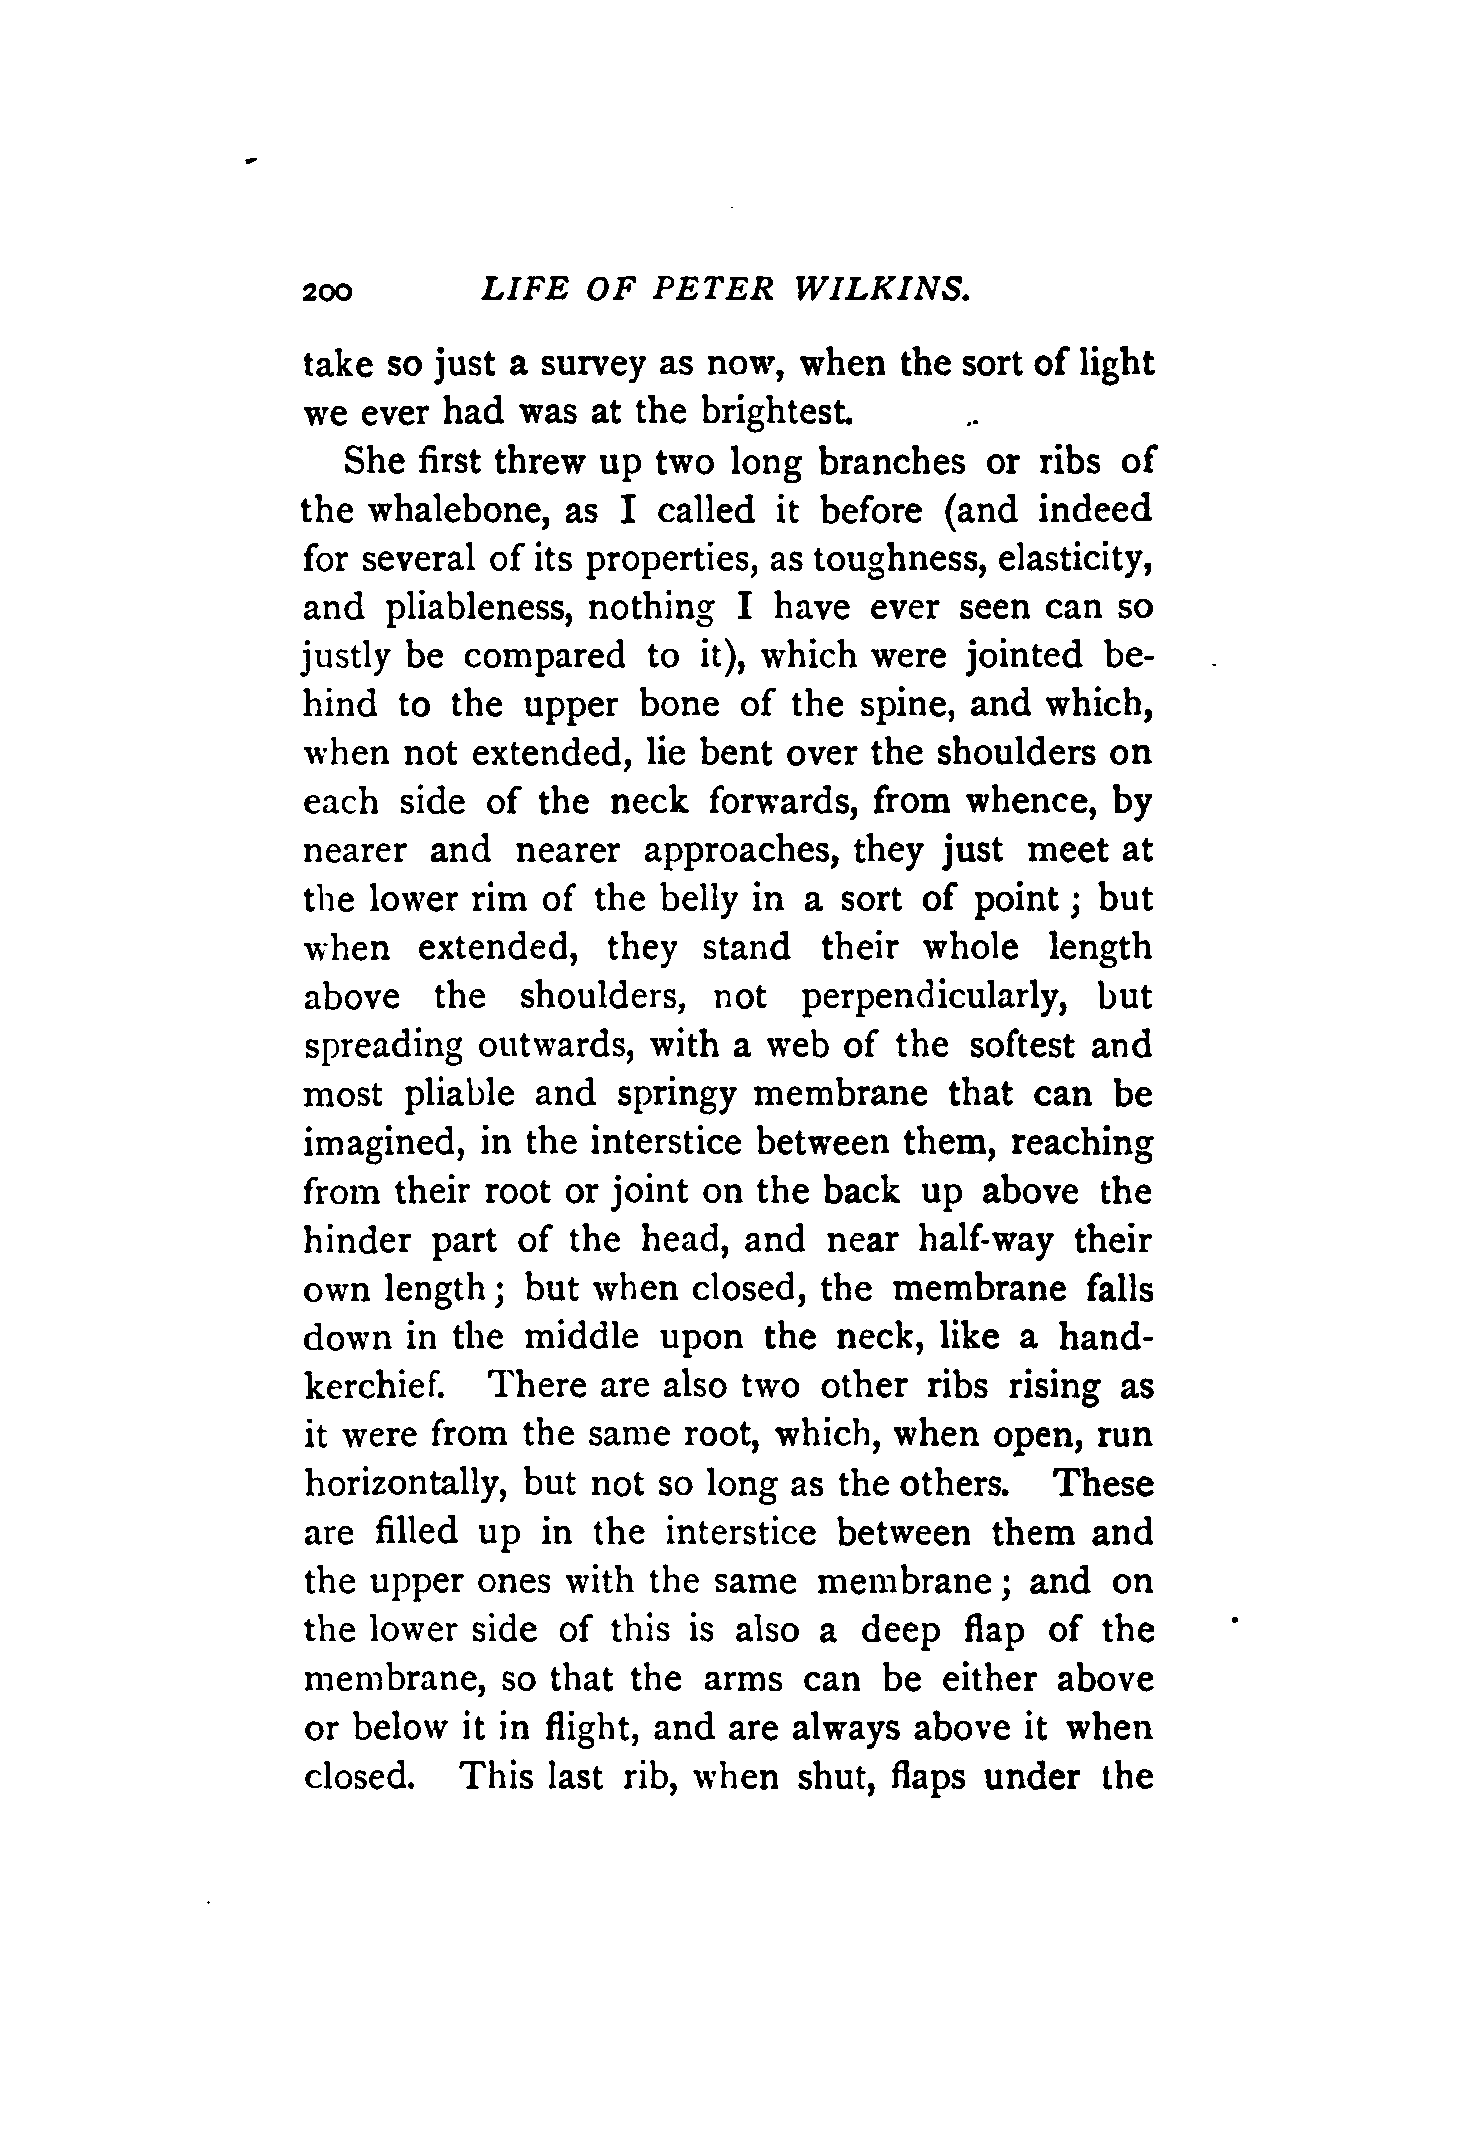 200 LIFE OF PETER WILKINS.
take so just a survey as now, when the sort of light
we ever had was at the brightest.
She first threw up two long branches or ribs of
the whalebone, as I called it before (and indeed
for several of its properties, as toughness, elasticity,
and pliableness, nothing I have ever seen can so
justly be compared to it), which were jointed be-
hind to the upper bone of the spine, and which,
when not extended, lie bent over the shoulders on
each side of the neck forwards, from whence, by
nearer and nearer approaches, they just meet at
the lower rim of the belly in a sort of point; but
when extended, they stand their whole length
above the shoulders, not perpendicularly, but
spreading outwards, with a web of the softest and
most pliable and springy membrane that can be
imagined, in the interstice between them, reaching
from their root or joint on the back up above the
hinder part of the head, and near half-way their
own length; but when closed, the membrane falls
down in the middle upon the neck, like a hand-
kerchief. There are also two other ribs rising as
it were from the same root, which, when open, run
horizontally, but not so long as the others. These
are filled up in the interstice between them and
the upper ones with the same membrane; and on
the lower side of this is also a deep flap of the
membrane, so that the arms can be either above
or below it in flight, and are always above it when
closed. This last rib, when shut, flaps under the